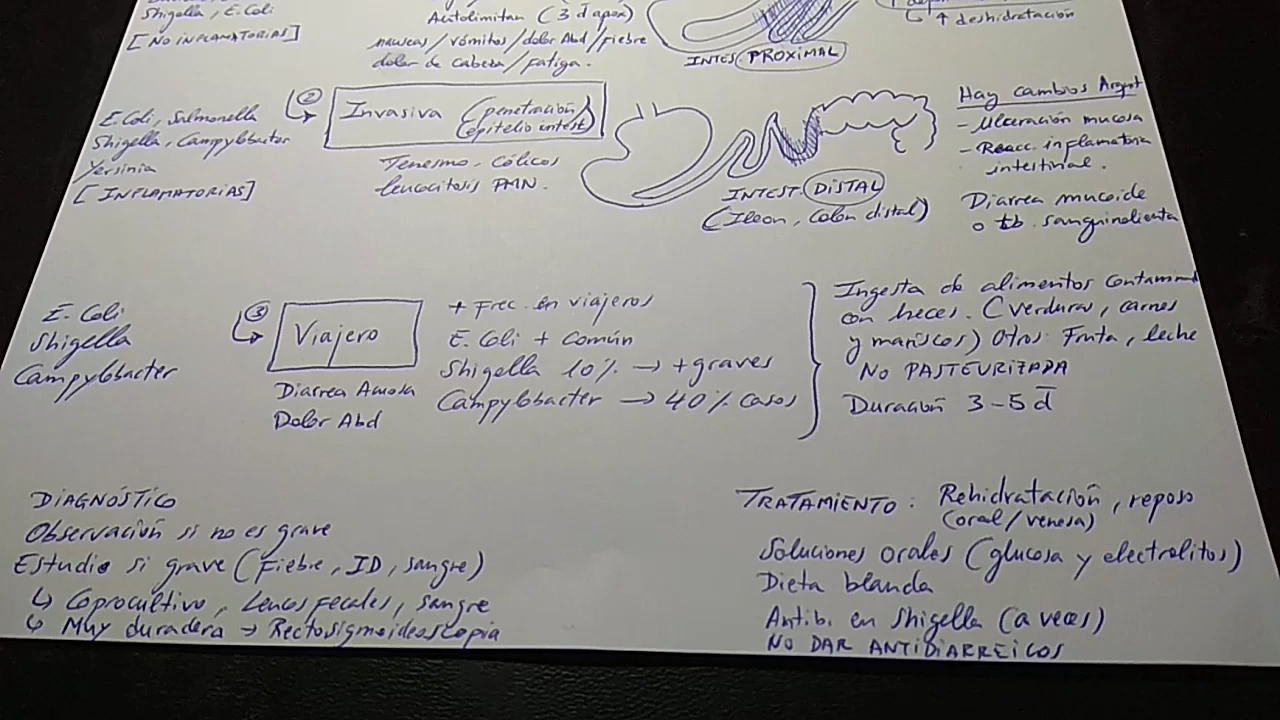 Shigella, E. Coli
[NO INFLAMATORIAS]
Autolimitan (3 d apox)
nauseas/vómitos/dolor Abd/fiebre
dolor de cabeza/fatiga.
INTES. PROXIMAL
↑ deshidratación
E. Coli, Salmonella
Shigella, Campylobacter
Yersinia
[INFLAMATORIAS]
② Invasiva (penetración
epitelio intest)
Tenesmo, Cólicos
leucocitosis PMN.
INTEST. DISTAL
(Ileon, Colon distal)
Hay cambios
- Ulceración mucosa
- Reacc. inflamatoria
intestinal.
Diarrea mucoide
o tb. sanguinolienta
E. Coli
Shigella
Campylobacter
③ Viajero
Diarrea Acuosa
Dolor Abd
+ Frec. en viajeros
E. Coli + común
Shigella 10% → + graves
Campylobacter → 40% casos
Ingesta de alimentos contamind
con heces. (verduras, carnes
y mariscos) Otros: Fruta, leche
NO PASTEURIZADA
Duración 3-5 d
DIAGNÓSTICO
Observación si no es grave
Estudio si grave (Fiebre, ID, sangre)
↳ Coprocultivo, Leucos fecales, sangre
↳ Muy duradera → Rectosigmoideoscopia
TRATAMIENTO: Rehidratación, reposo
(oral/venosa)
Soluciones orales (glucosa y electrolitos)
Dieta blanda
Antib. en Shigella (a veces)
NO DAR ANTIDIARREICOS